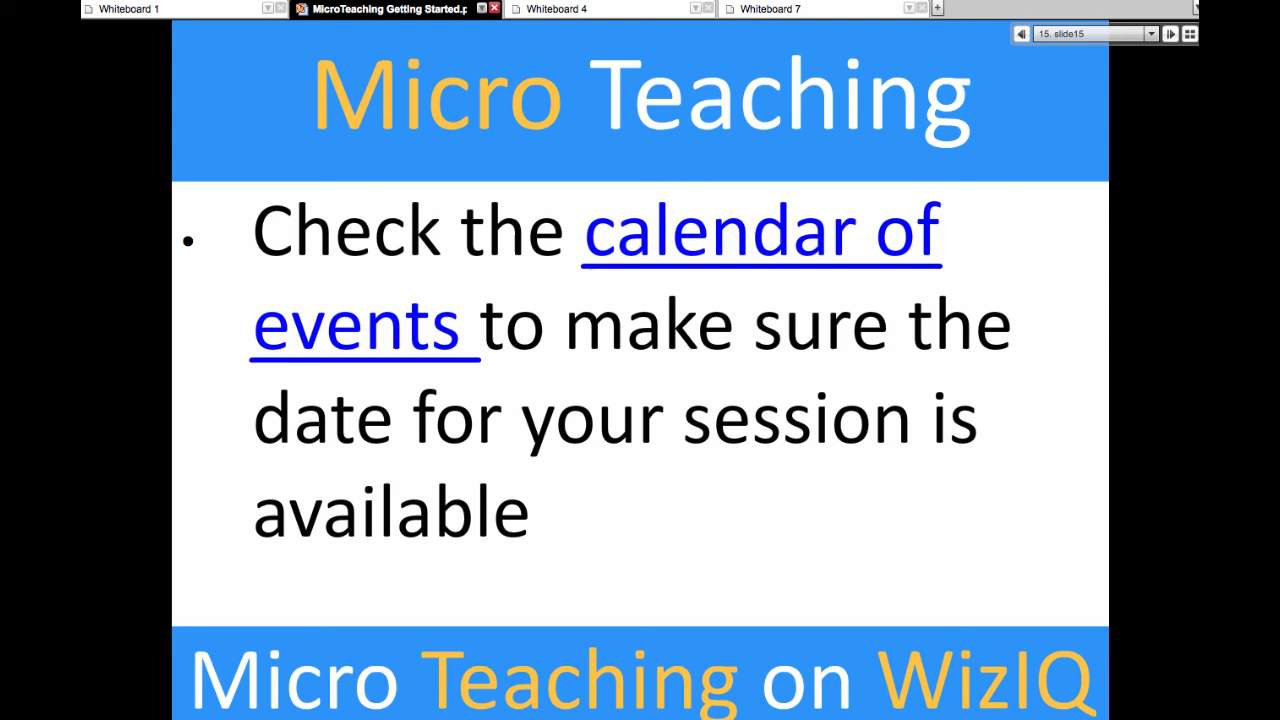 Whiteboard 1
MicroTeaching Getting Started.p
Whiteboard 4
Whiteboard 7
15. slide15
Micro Teaching
• Check the calendar of
events to make sure the
date for your session is
available
Micro Teaching on WizIQ